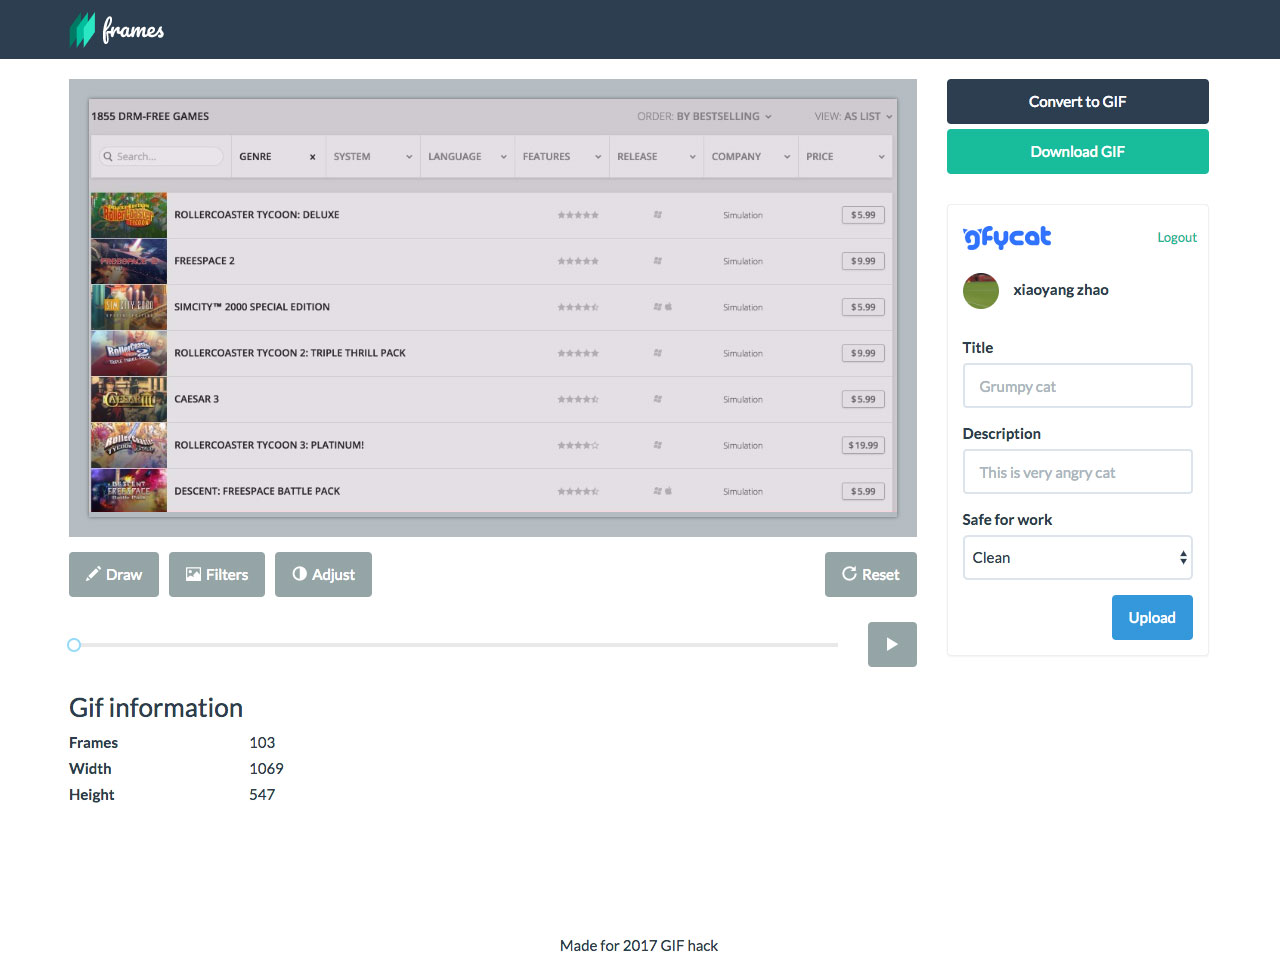 frames
1855 DRM-FREE GAMES ORDER: BY BESTSELLING VIEW: AS LIST
Search... GENRE x SYSTEM LANGUAGE FEATURES RELEASE COMPANY PRICE
ROLLERCOASTER TYCOON: DELUXE Simulation $5.99
FREESPACE 2 Simulation $9.99
SIMCITY™ 2000 SPECIAL EDITION Simulation $5.99
ROLLERCOASTER TYCOON 2: TRIPLE THRILL PACK Simulation $9.99
CAESAR 3 Simulation $5.99
ROLLERCOASTER TYCOON 3: PLATINUM! Simulation $19.99
DESCENT: FREESPACE BATTLE PACK Simulation $5.99
Draw Filters Adjust Reset
Gif information
Frames 103
Width 1069
Height 547
Convert to GIF
Download GIF
gfycat Logout
xiaoyang zhao
Title
Grumpy cat
Description
This is very angry cat
Safe for work
Clean
Upload
Made for 2017 GIF hack